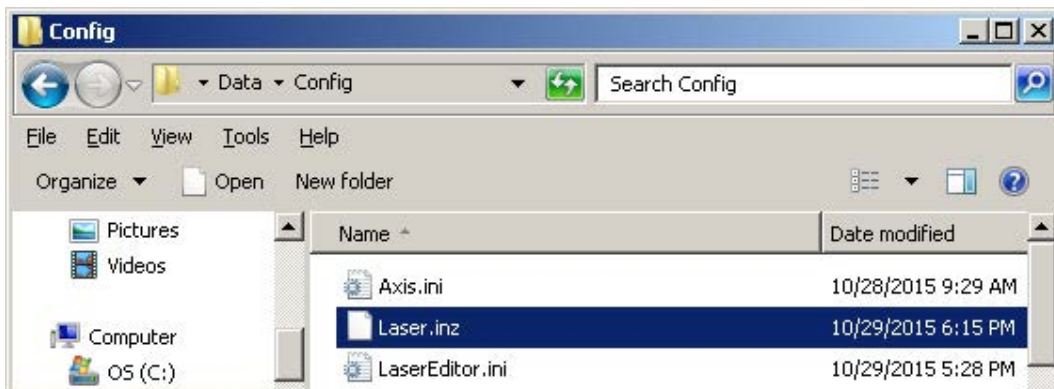 Config
Data Config Search Config
File Edit View Tools Help
Organize Open New folder
Pictures Name Date modified
Videos Axis.ini 10/28/2015 9:29 AM
Computer Laser.inz 10/29/2015 6:15 PM
OS (C:) LaserEditor.ini 10/29/2015 5:28 PM